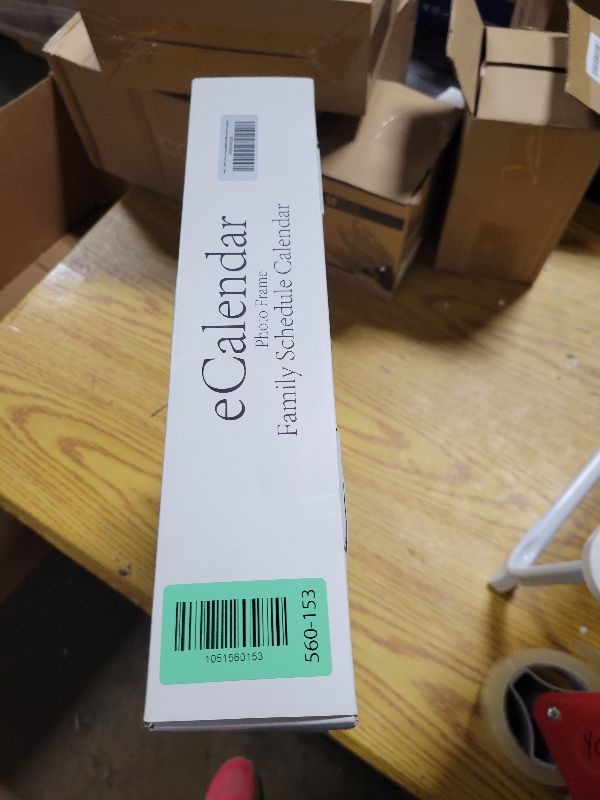 eCalendar
Photo Frame
Family Schedule Calendar
1051560153
560-153